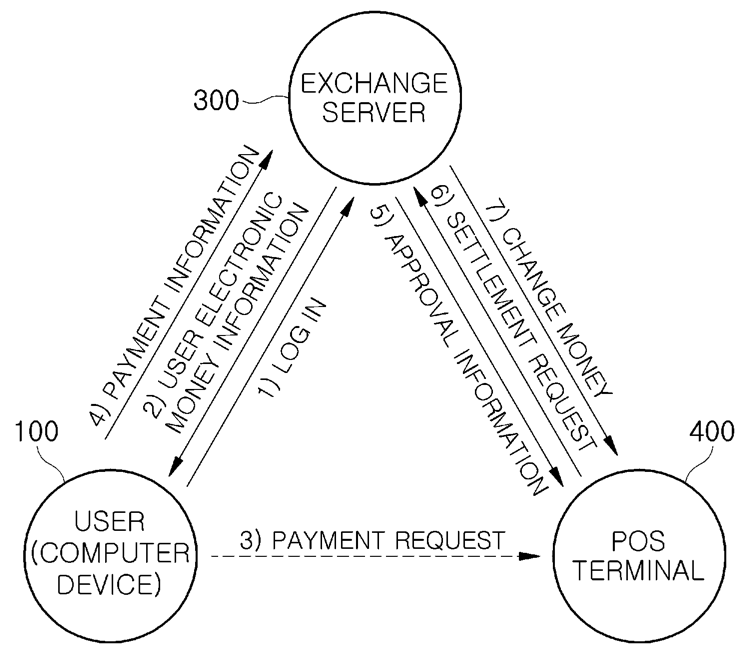 EXCHANGE
SERVER
300
4) PAYMENT INFORMATION
2) USER ELECTRONIC
MONEY INFORMATION
1) LOG IN
5) APPROVAL INFORMATION
6) SETTLEMENT REQUEST
7) CHANGE MONEY
100
USER
(COMPUTER
DEVICE)
3) PAYMENT REQUEST
400
POS
TERMINAL